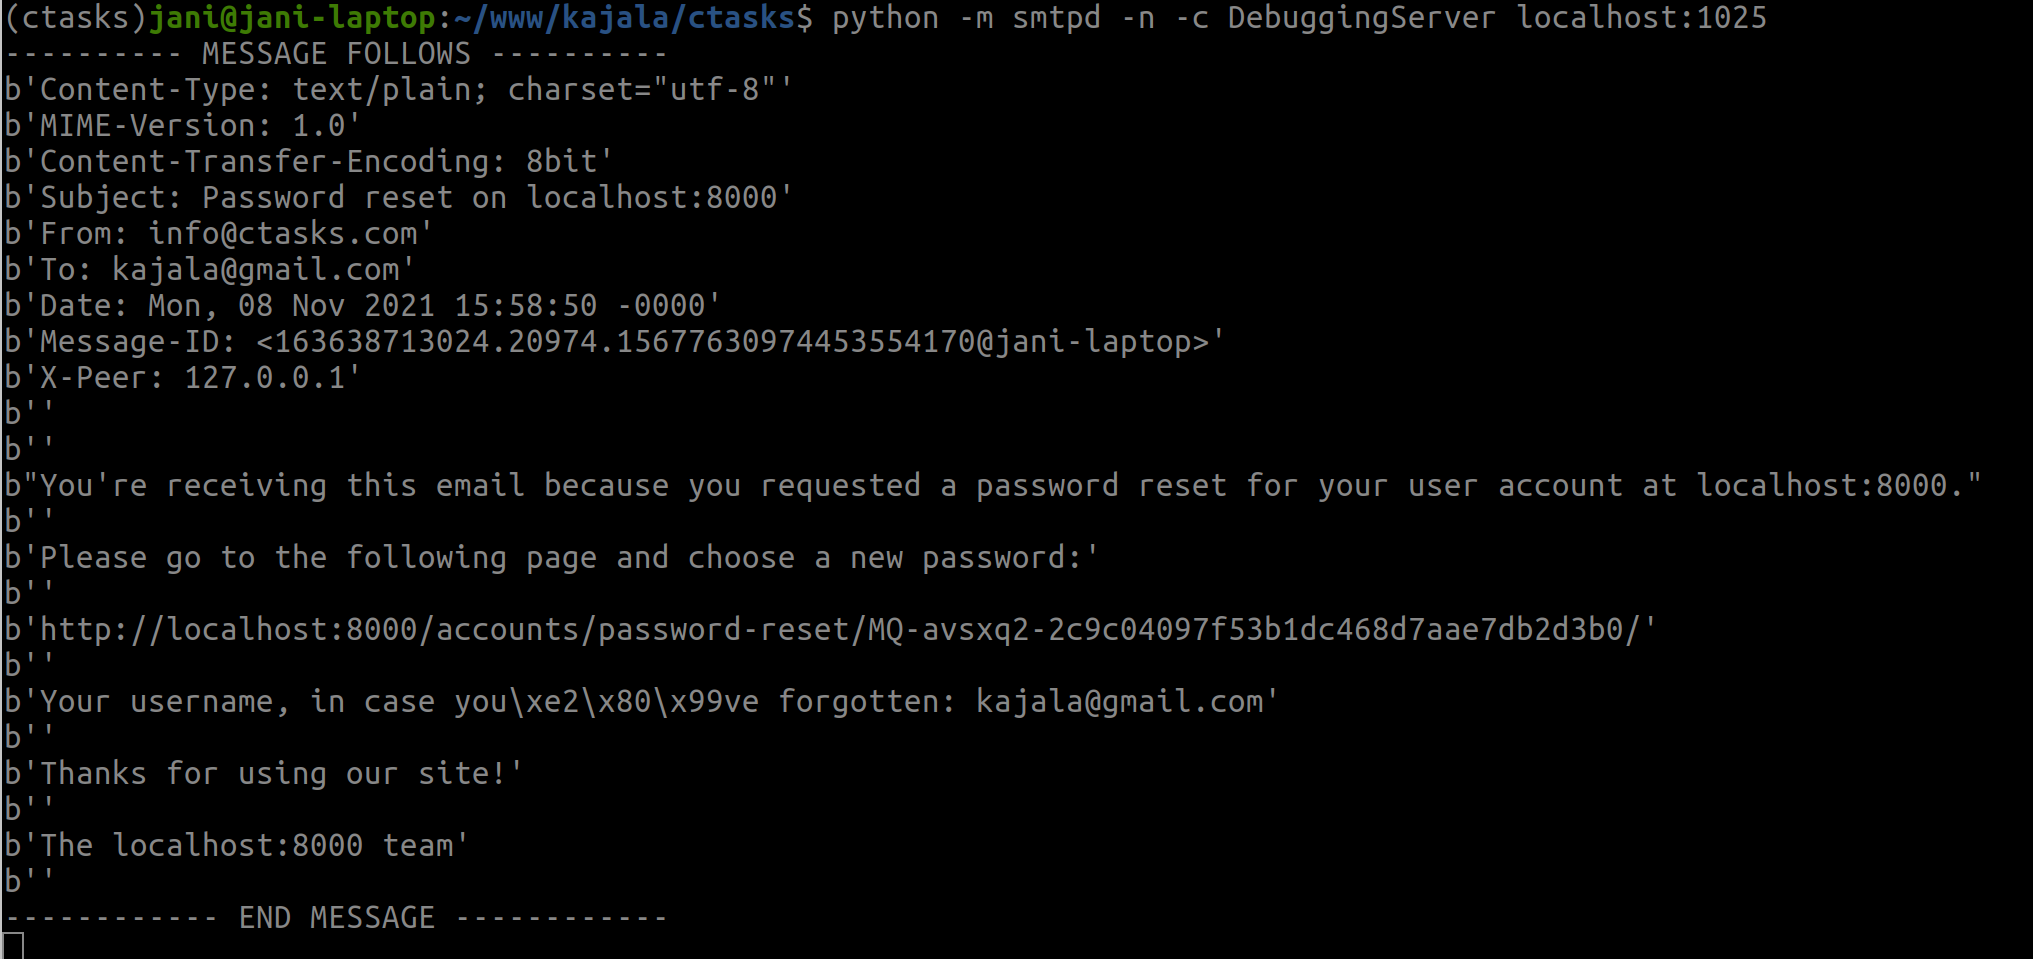 (ctasks)jani@jani-laptop:~/www/kajala/ctasks$ python -m smtpd -n -c DebuggingServer localhost:1025
---------- MESSAGE FOLLOWS ----------
b'Content-Type: text/plain; charset="utf-8"'
b'MIME-Version: 1.0'
b'Content-Transfer-Encoding: 8bit'
b'Subject: Password reset on localhost:8000'
b'From: info@ctasks.com'
b'To: kajala@gmail.com'
b'Date: Mon, 08 Nov 2021 15:58:50 -0000'
b'Message-ID: <163638713024.20974.15677630974453554170@jani-laptop>'
b'X-Peer: 127.0.0.1'
b''
b''
b"You're receiving this email because you requested a password reset for your user account at localhost:8000."
b''
b'Please go to the following page and choose a new password:'
b''
b'http://localhost:8000/accounts/password-reset/MQ-avsxq2-2c9c04097f53b1dc468d7aae7db2d3b0/'
b''
b'Your username, in case you\xe2\x80\x99ve forgotten: kajala@gmail.com'
b''
b'Thanks for using our site!'
b''
b'The localhost:8000 team'
b''
------------ END MESSAGE ------------